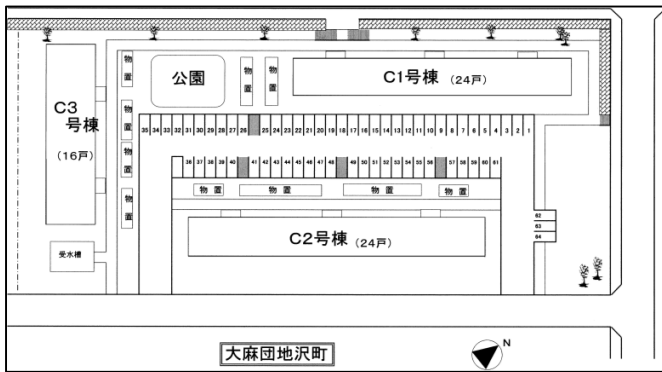 物置
公園
物置
物置
C1号棟 (24戸)
C3
号棟
(16戸)
物置
物置
物置
35 34 33 32 31 30 29 28 27 26 25 24 23 22 21 20 19 18 17 16 15 14 13 12 11 10 9 8 7 6 5 4 3 2 1
36 37 38 39 40 41 42 43 44 45 46 47 48 49 50 51 52 53 54 55 56 57 58 59 60 61
物置
物置
物置
物置
C2号棟 (24戸)
62
63
64
受水槽
大麻団地沢町
N